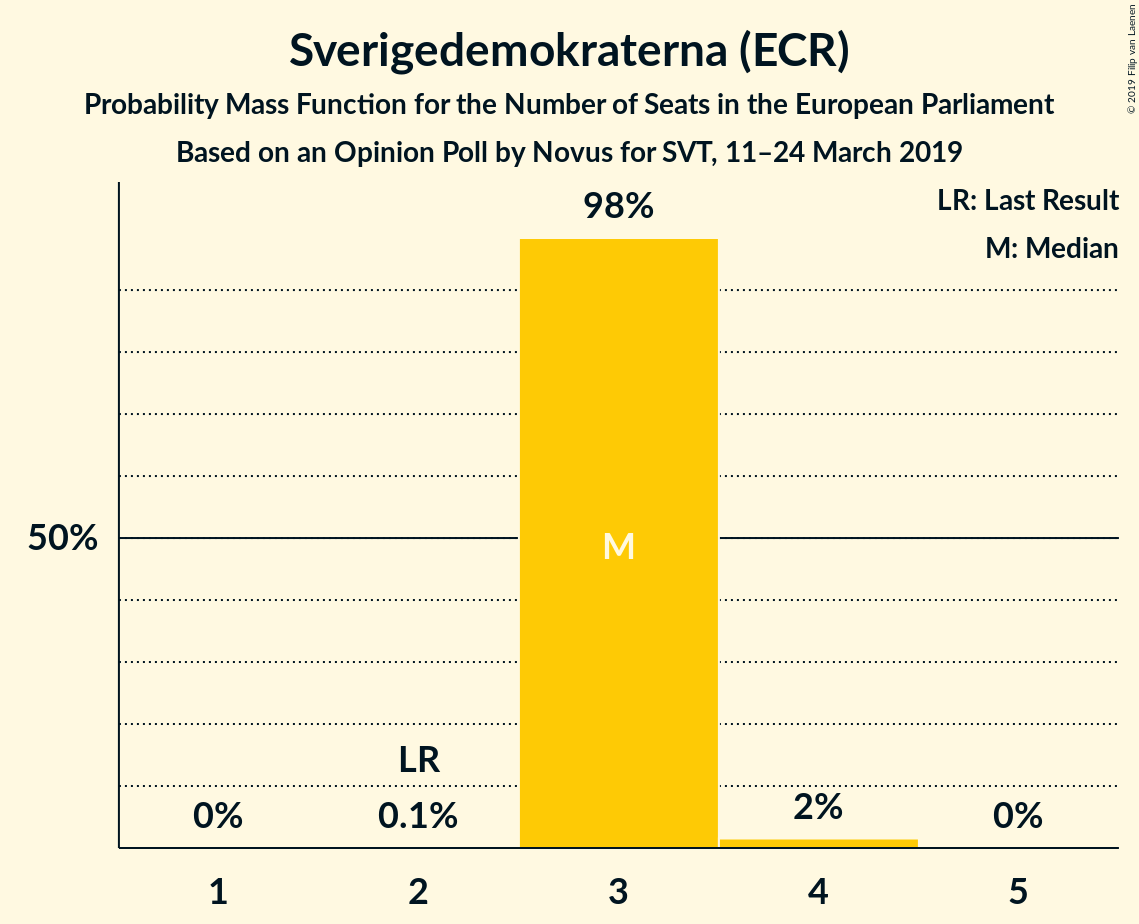 Sverigedemokraterna (ECR)
Probability Mass Function for the Number of Seats in the European Parliament
Based on an Opinion Poll by Novus for SVT, 11–24 March 2019
© 2019 Filip van Laenen
LR: Last Result
M: Median
98%
50%
M
LR
0%
0.1%
2%
0%
1
2
3
4
5